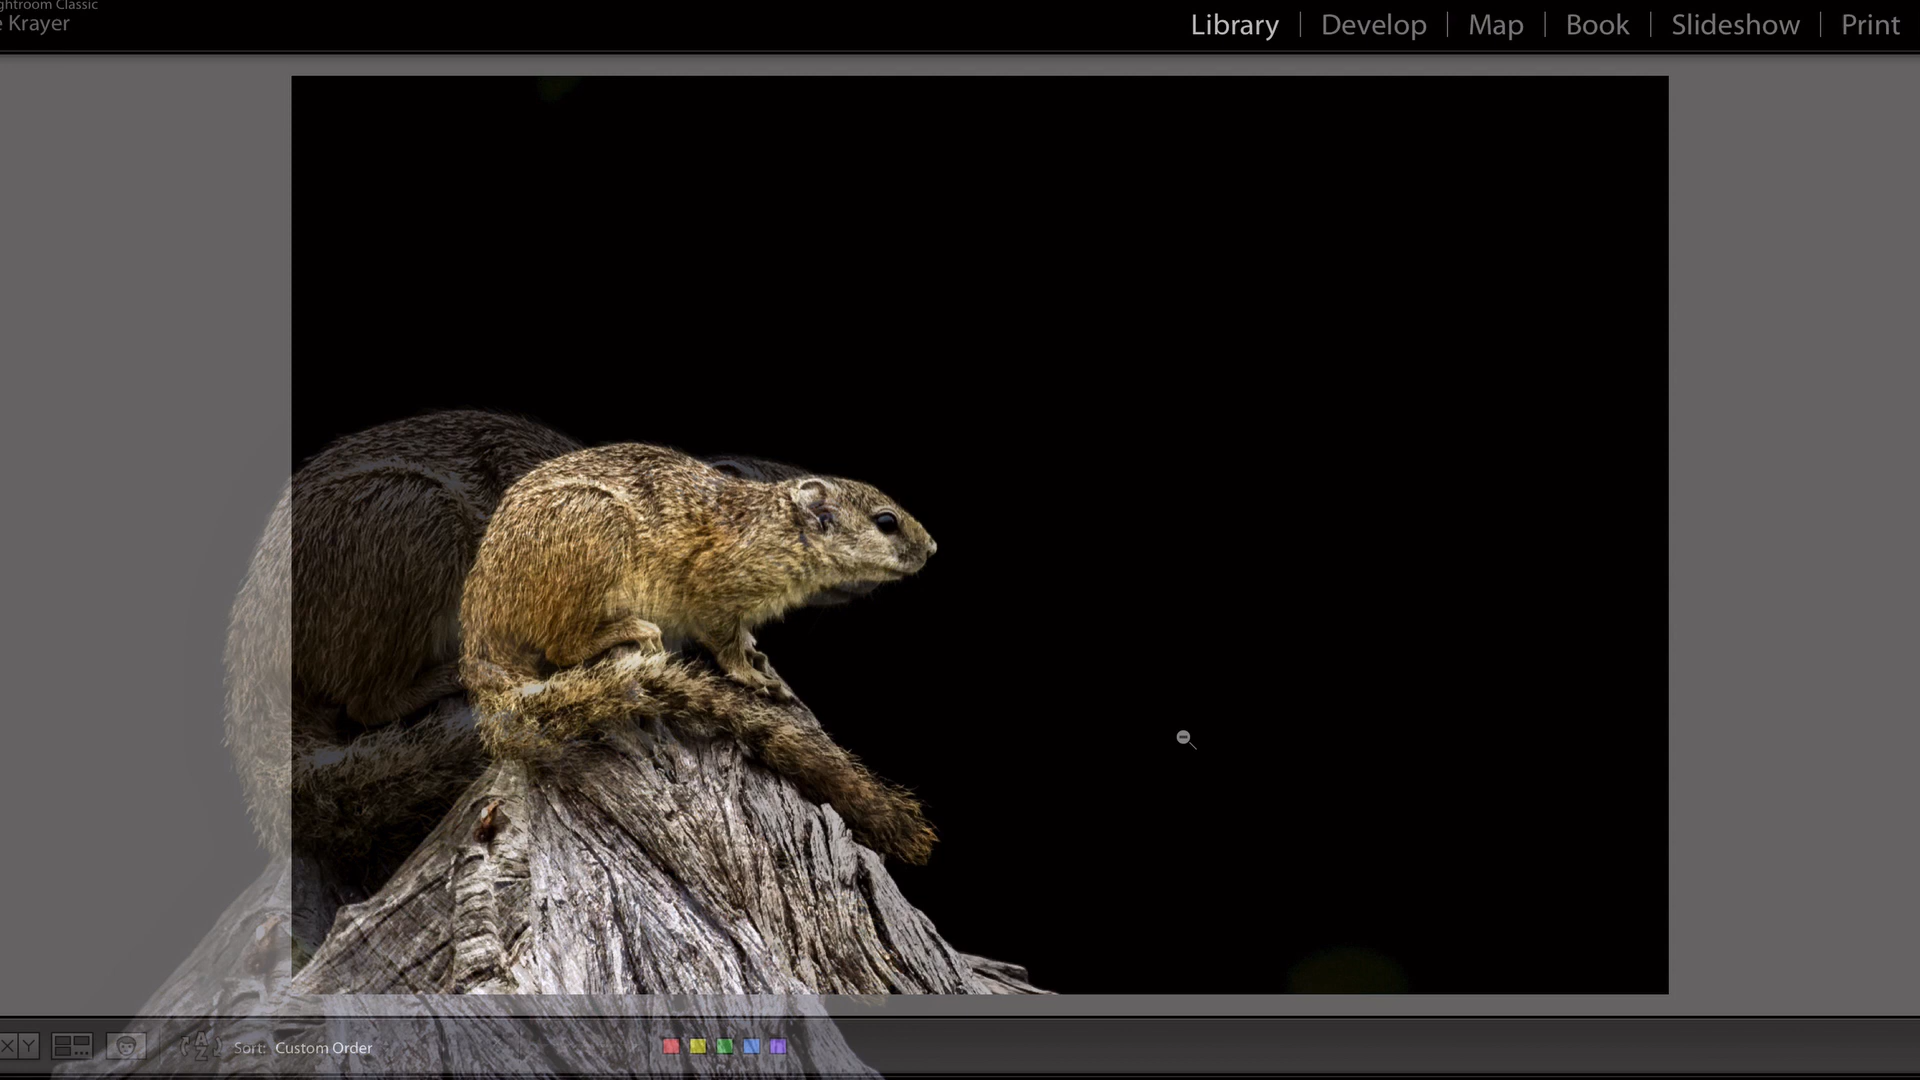 ghtroom Classic
e Krayer
Library | Develop | Map | Book | Slideshow | Print
X Y
Sort: Custom Order